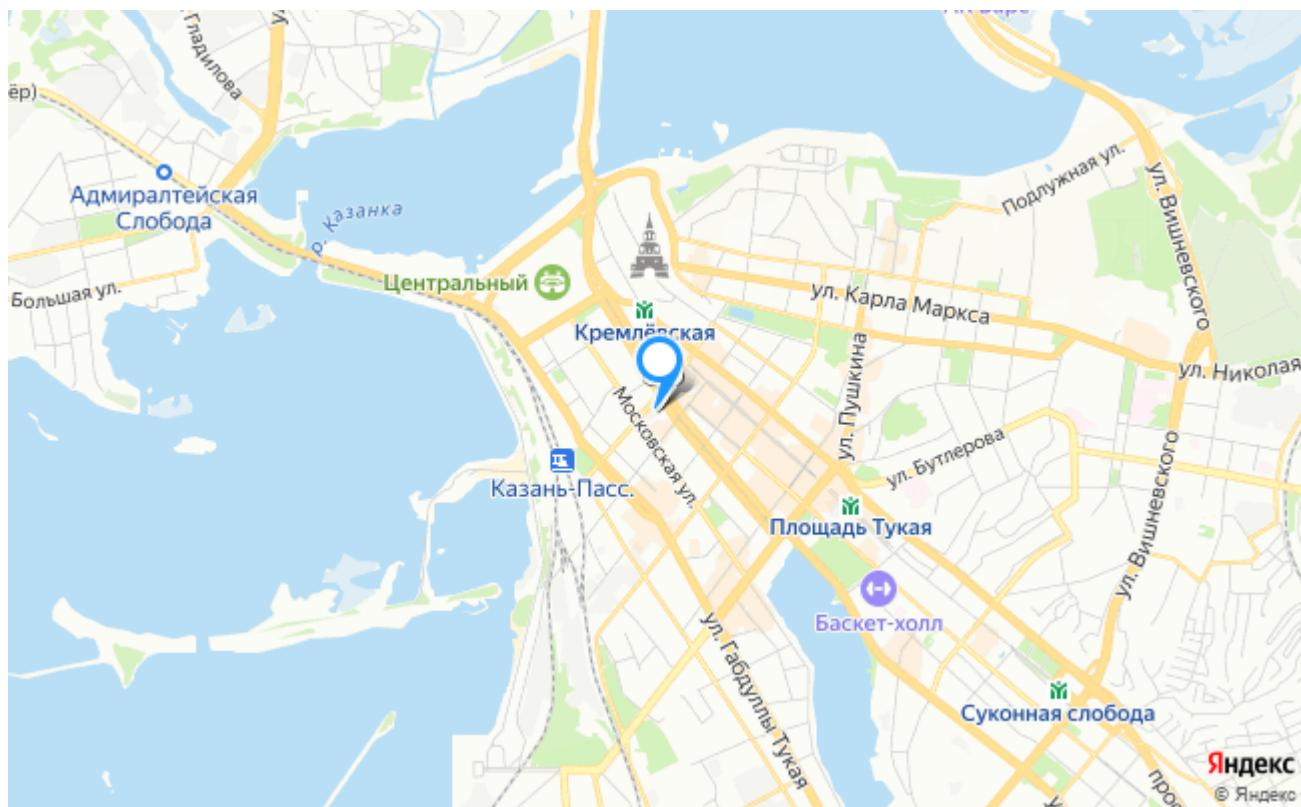 ул. Гладилова
ёр)
Адмиралтейская
Слобода
р. Казанка
Большая ул.
Центральный
Кремлёвская
Подлужная ул.
ул. Вишневского
ул. Карла Маркса
ул. Николая
ул. Пушкина
Московская ул.
ул. Бутлерова
Казань-Пасс.
Площадь Тукая
ул. Вишневского
Баскет-холл
ул. Габдуллы Тукая
Суконная слобода
Яндекс
© Яндекс